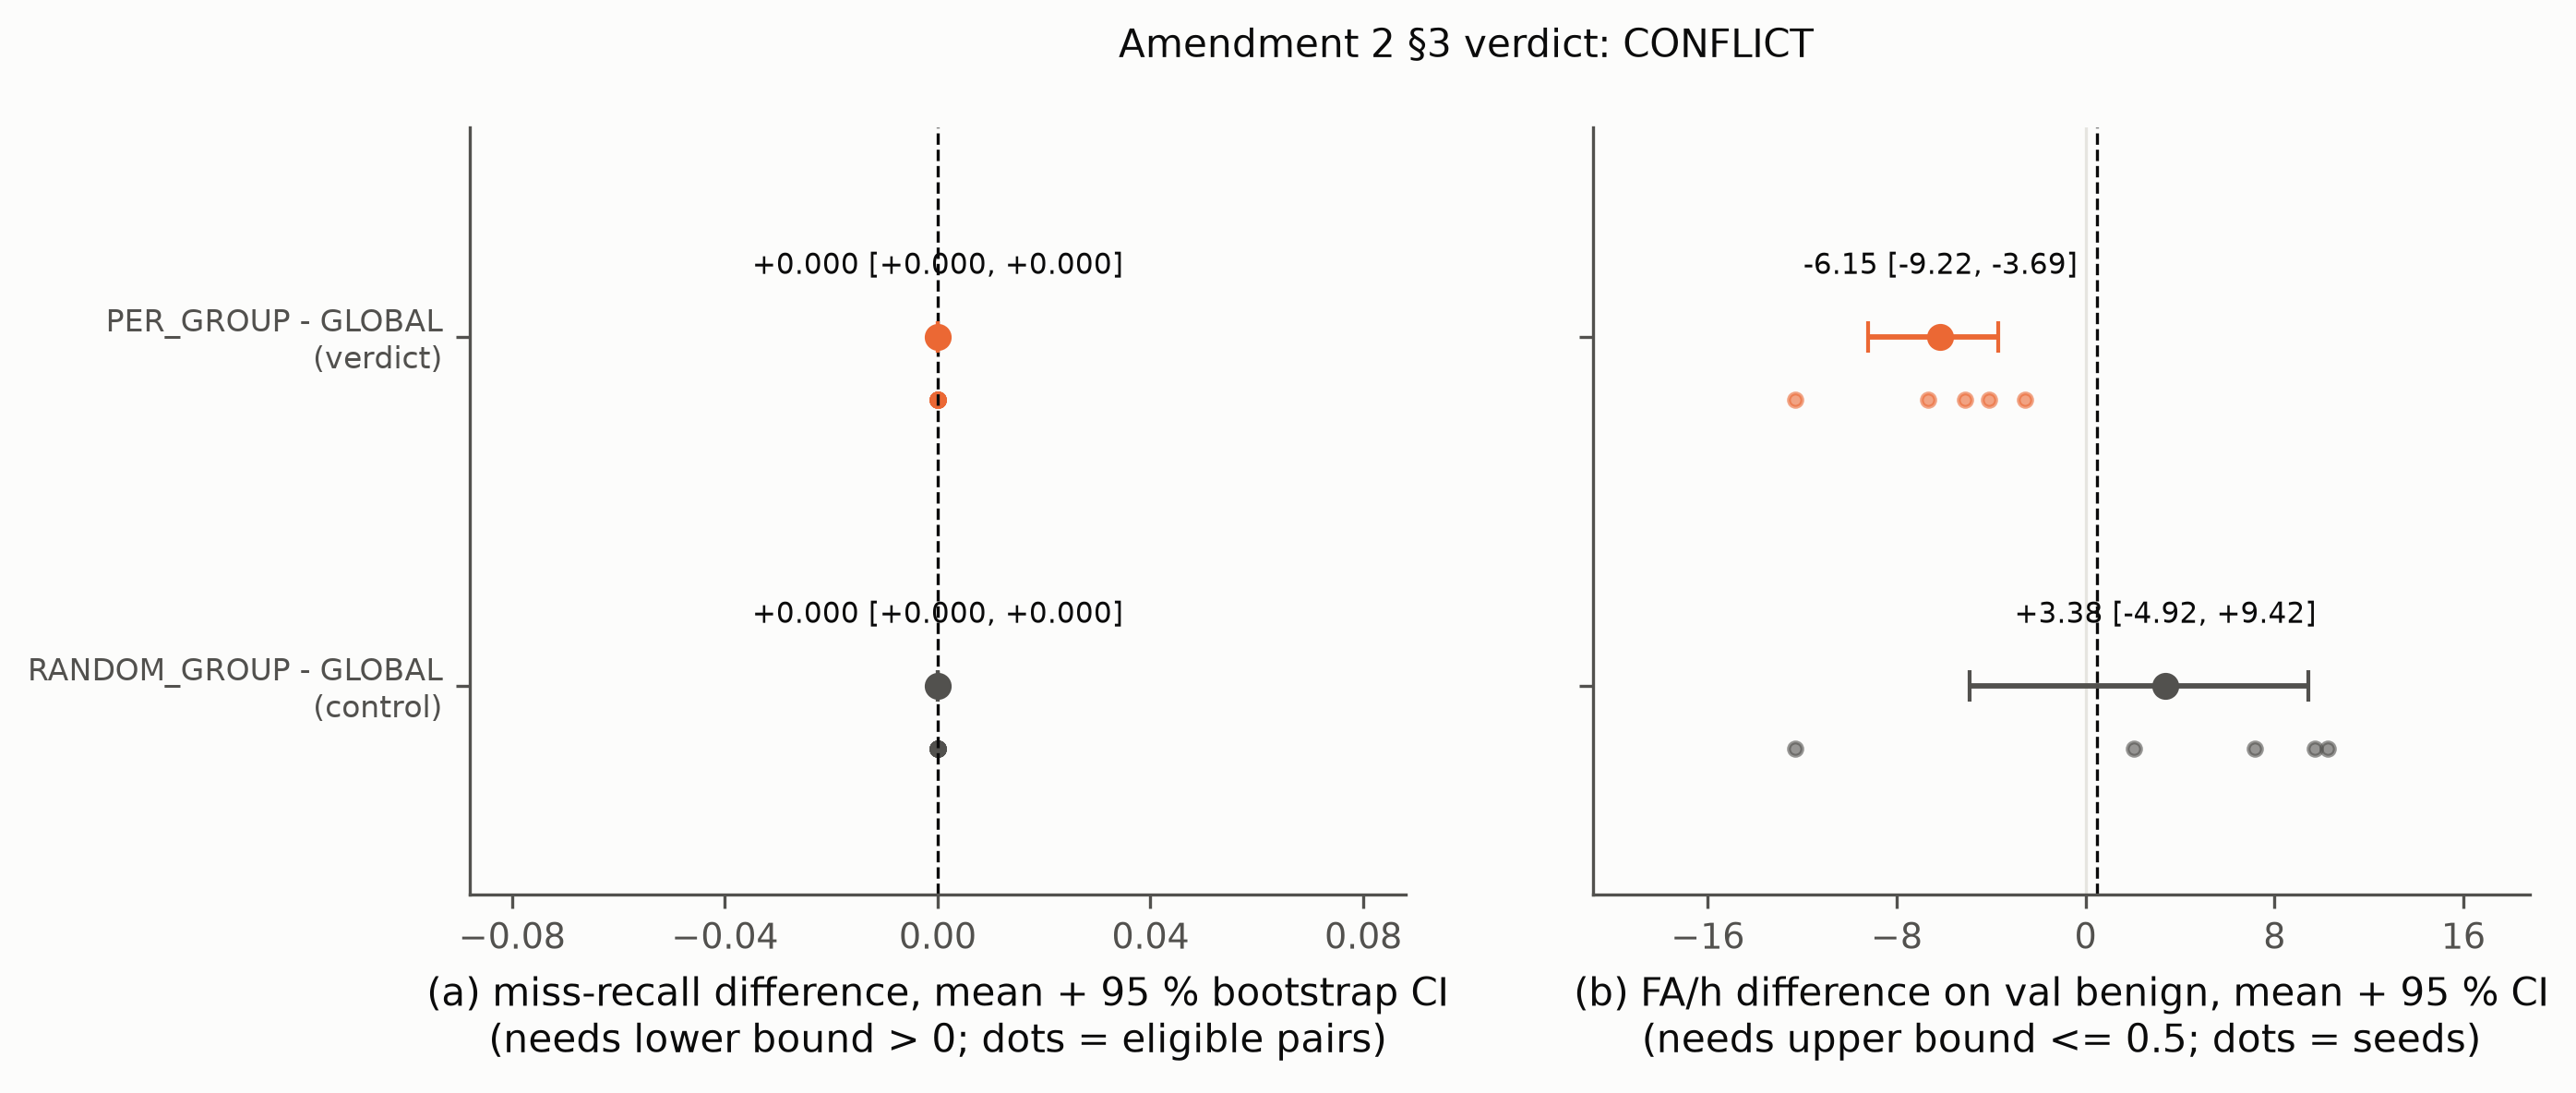 Amendment 2 §3 verdict: CONFLICT
PER_GROUP - GLOBAL
(verdict)
RANDOM_GROUP - GLOBAL
(control)
+0.000 [+0.000, +0.000]
+0.000 [+0.000, +0.000]
−0.08 −0.04 0.00 0.04 0.08
(a) miss-recall difference, mean + 95 % bootstrap CI
(needs lower bound > 0; dots = eligible pairs)
-6.15 [-9.22, -3.69]
+3.38 [-4.92, +9.42]
−16 −8 0 8 16
(b) FA/h difference on val benign, mean + 95 % CI
(needs upper bound <= 0.5; dots = seeds)